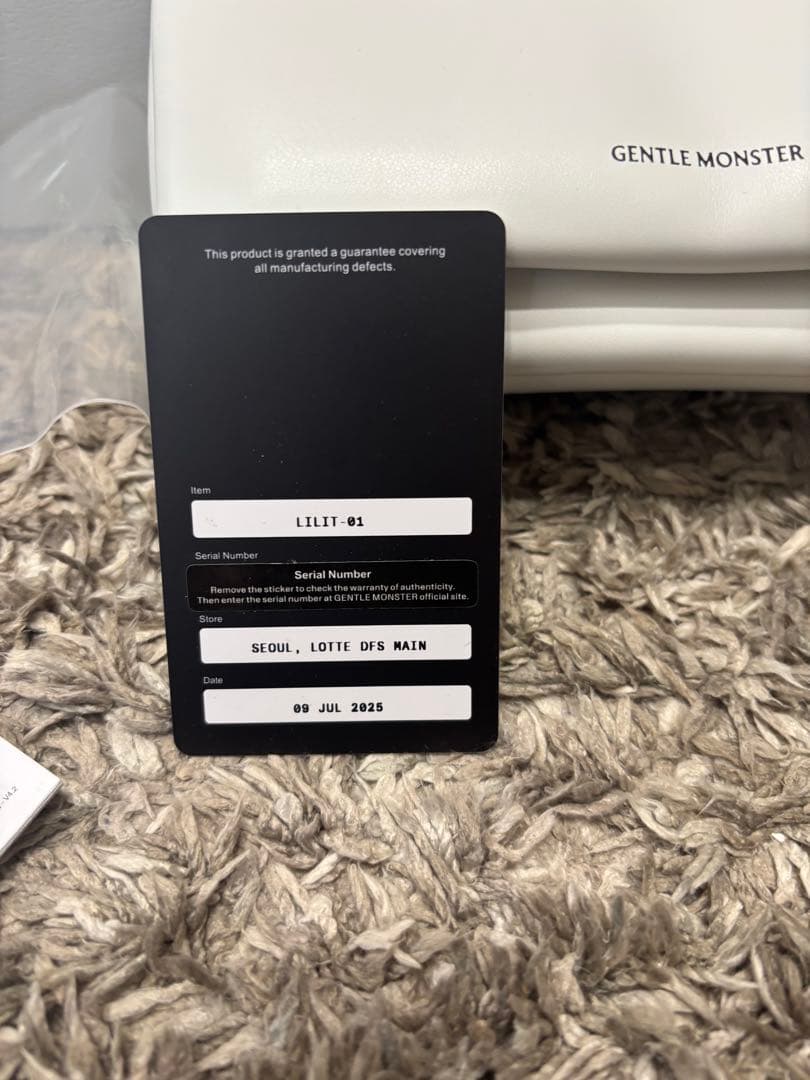 GENTLE MONSTER
This product is granted a guarantee covering
all manufacturing defects.
Item
LILIT-01
Serial Number
Serial Number
Remove the sticker to check the warranty of authenticity.
Then enter the serial number at GENTLE MONSTER official site.
Store
SEOUL, LOTTE DFS MAIN
Date
09 JUL 2025